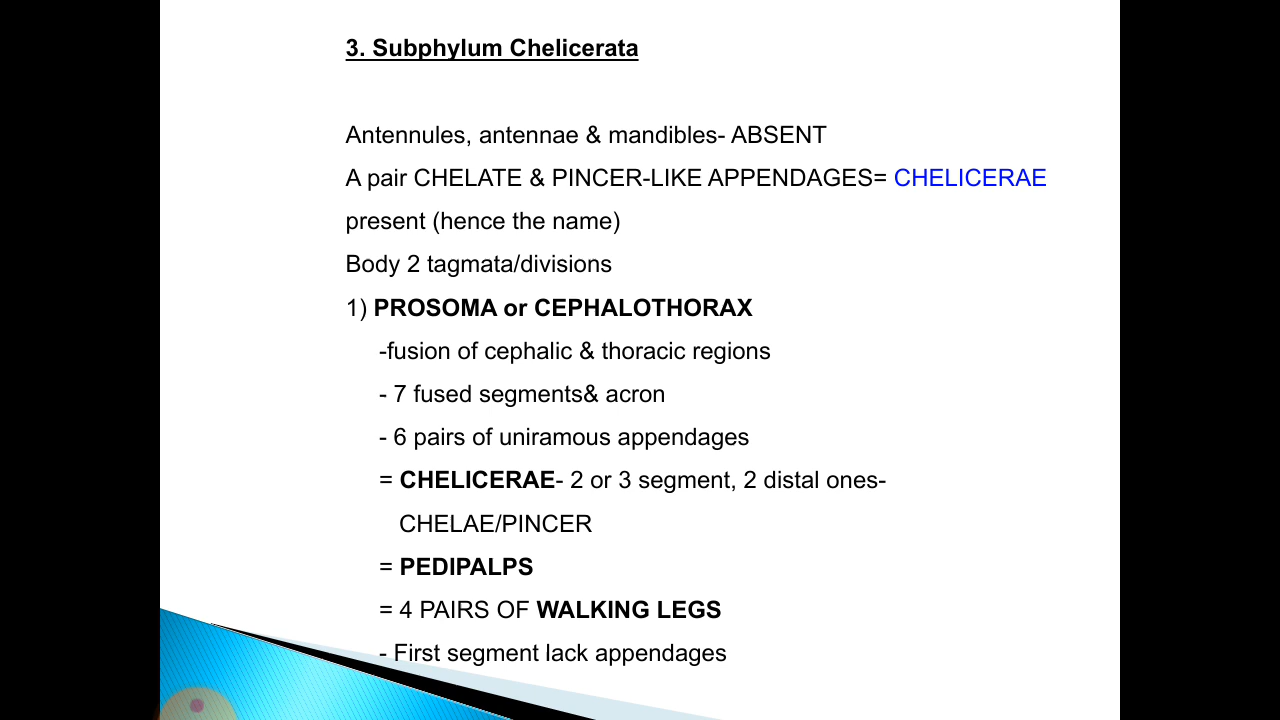 3. Subphylum Chelicerata
Antennules, antennae & mandibles- ABSENT
A pair CHELATE & PINCER-LIKE APPENDAGES= CHELICERAE
present (hence the name)
Body 2 tagmata/divisions
1) PROSOMA or CEPHALOTHORAX
-fusion of cephalic & thoracic regions
- 7 fused segments& acron
- 6 pairs of uniramous appendages
= CHELICERAE- 2 or 3 segment, 2 distal ones-
CHELAE/PINCER
= PEDIPALPS
= 4 PAIRS OF WALKING LEGS
- First segment lack appendages